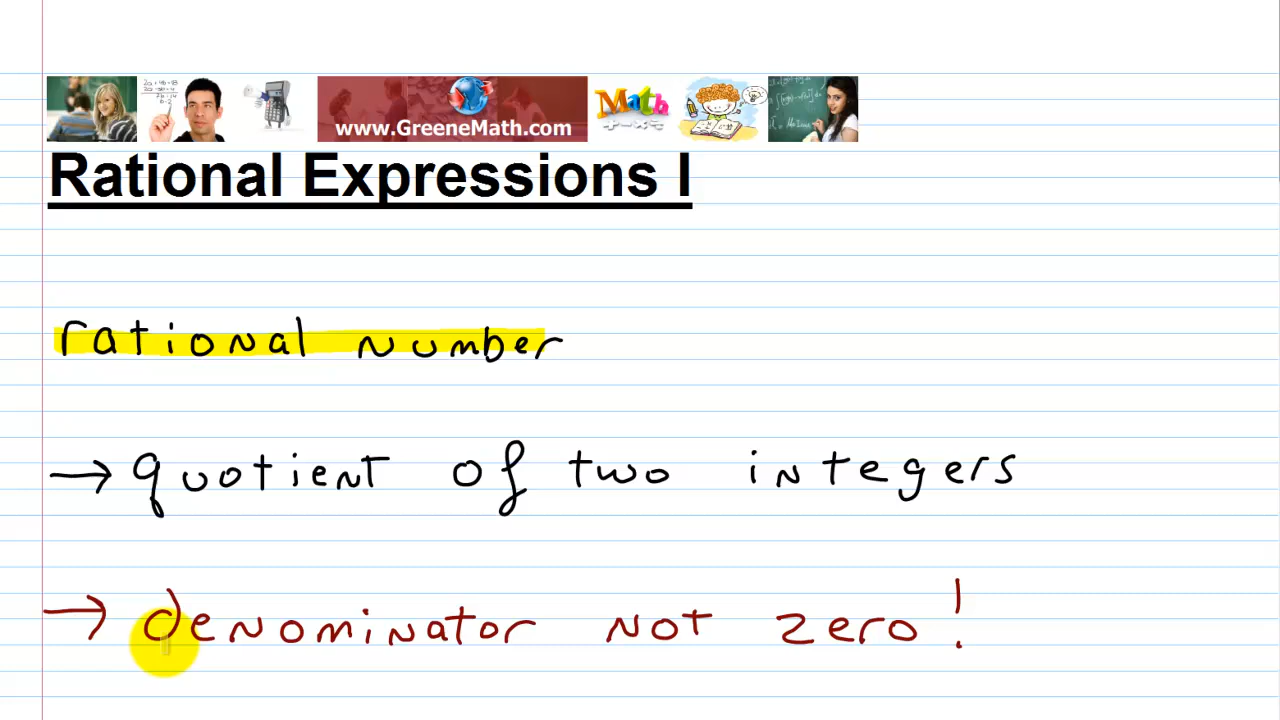 www.GreeneMath.com
Math
Rational Expressions I
rational number
→ quotient of two integers
→ denominator not zero!